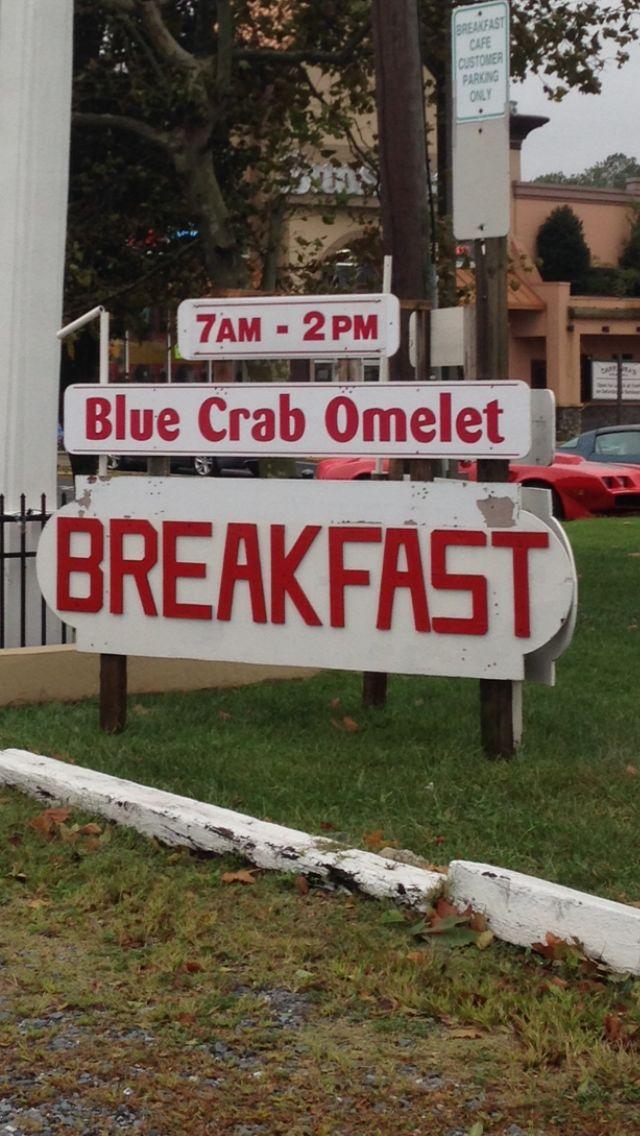 BREAKFAST
CAFE
CUSTOMER
PARKING
ONLY
7AM - 2PM
Blue Crab Omelet
BREAKFAST